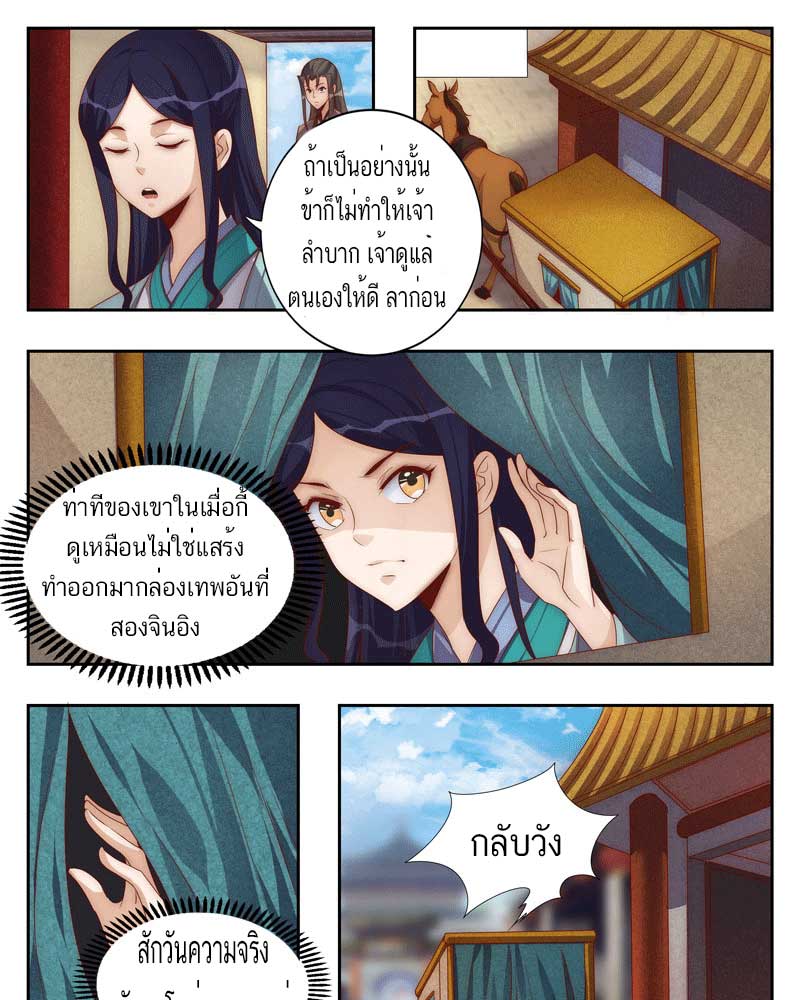 ถ้าเป็นอย่างนั้น
ข้าก็ไม่ทำให้เจ้า
ลำบาก เจ้าดูแล
ตนเองให้ดี ลาก่อน
ท่าทีของเขาในเมื่อกี้
ดูเหมือนไม่ใช่แสร้ง
ทำออกมากล่องเทพอันที่
สองจินอิง
กลับวัง
สักวันความจริง